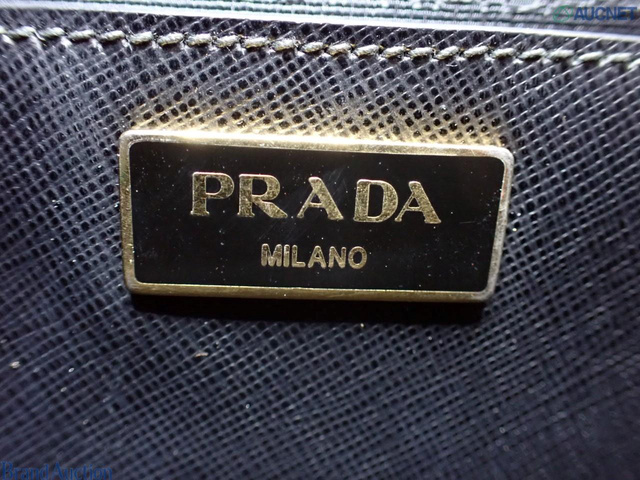 AUCNET
PRADA
MILANO
Brand Auction